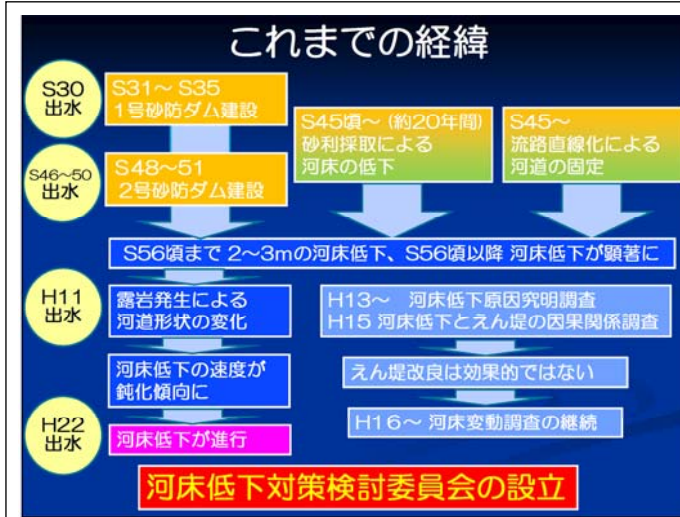 これまでの経緯
S30
出水
S31～S35
1号砂防ダム建設
S45頃～(約20年間)
砂利採取による
河床の低下
S45～
流路直線化による
河道の固定
S46～50
出水
S48～51
2号砂防ダム建設
S56頃まで 2～3mの河床低下、S56頃以降 河床低下が顕著に
H11
出水
露岩発生による
河道形状の変化
H13～ 河床低下原因究明調査
H15 河床低下とえん堤の因果関係調査
河床低下の速度が
鈍化傾向に
えん堤改良は効果的ではない
H22
出水
河床低下が進行
H16～ 河床変動調査の継続
河床低下対策検討委員会の設立